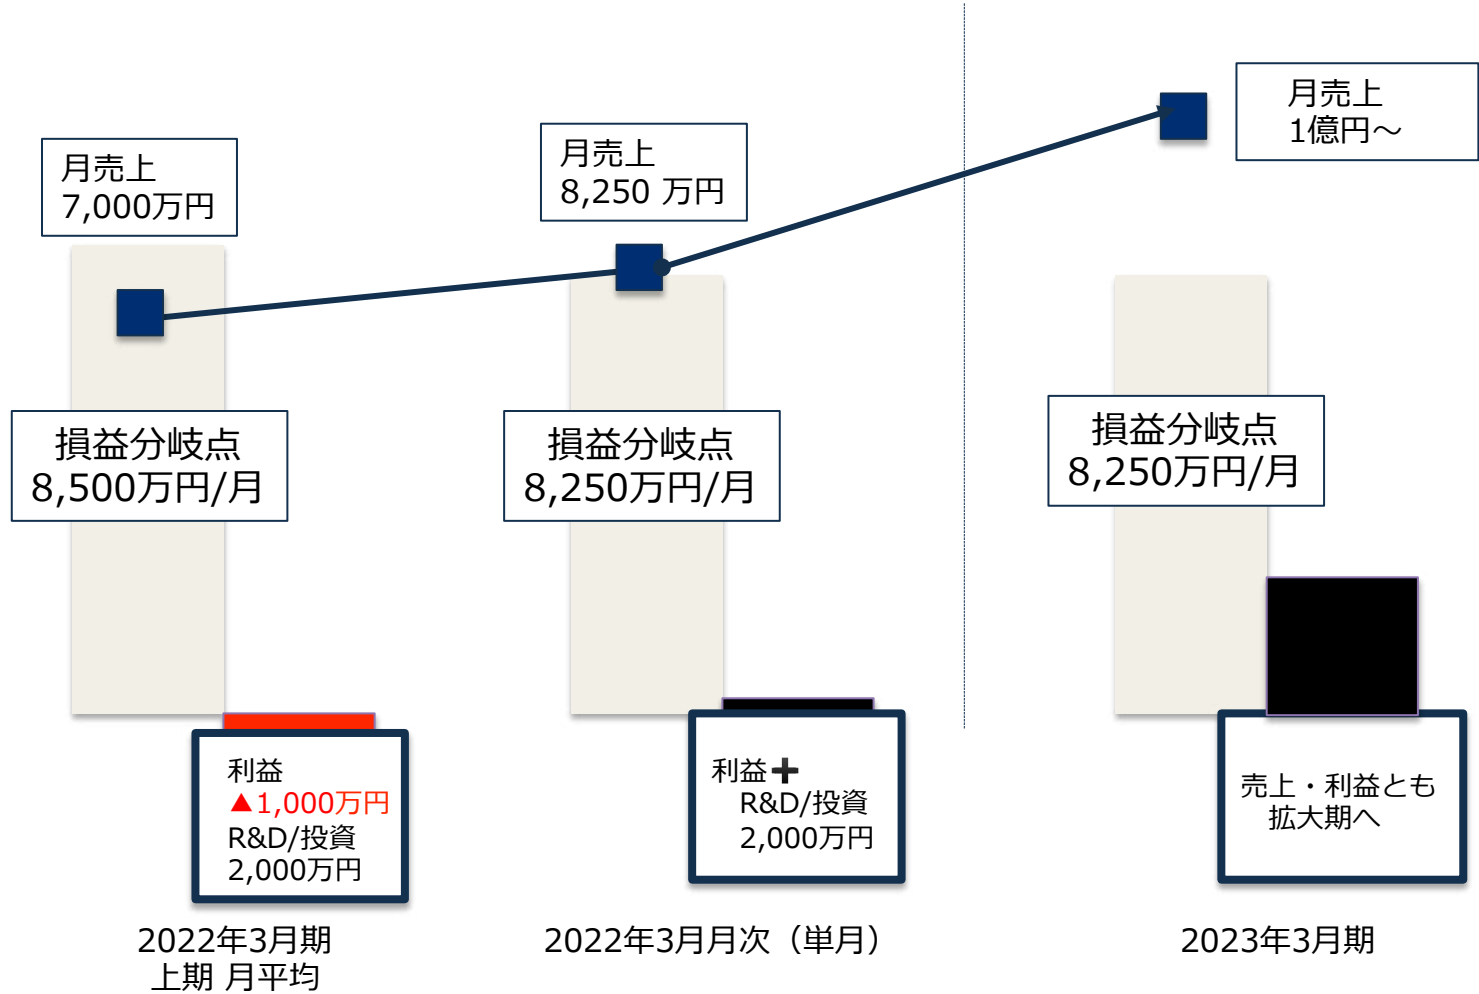 月売上
7,000万円
月売上
8,250 万円
月売上
1億円～
損益分岐点
8,500万円/月
損益分岐点
8,250万円/月
損益分岐点
8,250万円/月
利益
▲1,000万円
R&D/投資
2,000万円
利益➕
R&D/投資
2,000万円
売上・利益とも
拡大期へ
2022年3月期
上期 月平均
2022年3月月次（単月）
2023年3月期